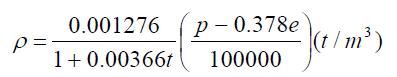 ρ = 0.001276 / (1 + 0.00366t) ( (p − 0.378e) / 100000 ) (t / m³)